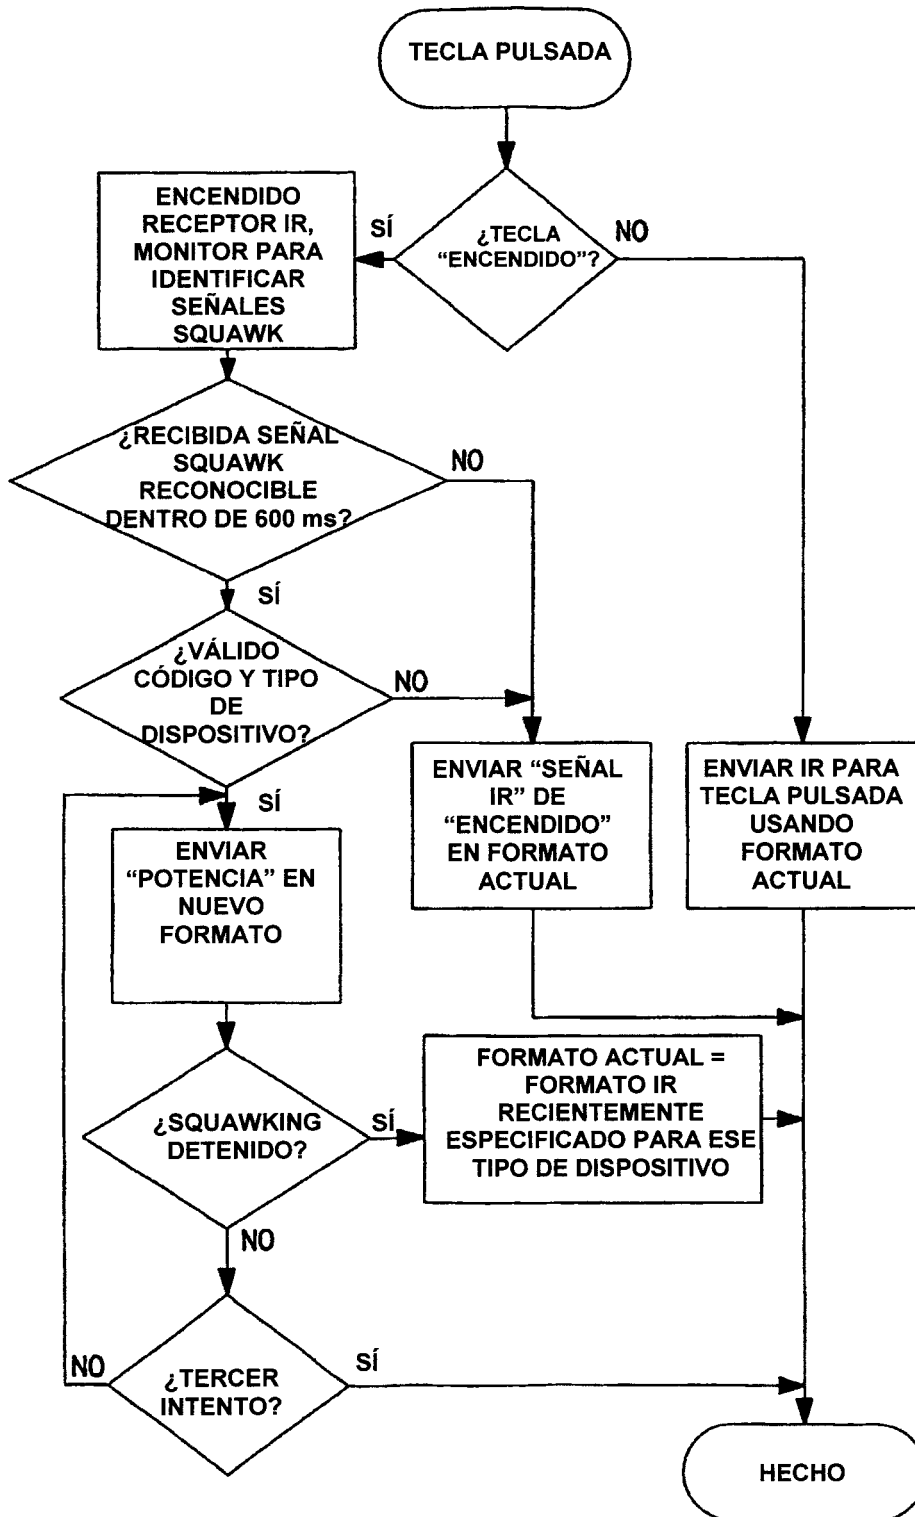 TECLA PULSADA
¿TECLA
“ENCENDIDO”?
SÍ
NO
ENCENDIDO
RECEPTOR IR,
MONITOR PARA
IDENTIFICAR
SEÑALES
SQUAWK
¿RECIBIDA SEÑAL
SQUAWK
RECONOCIBLE
DENTRO DE 600 ms?
NO
SÍ
¿VÁLIDO
CÓDIGO Y TIPO
DE
DISPOSITIVO?
NO
SÍ
ENVIAR “SEÑAL
IR” DE
“ENCENDIDO”
EN FORMATO
ACTUAL
ENVIAR IR PARA
TECLA PULSADA
USANDO
FORMATO
ACTUAL
ENVIAR
“POTENCIA” EN
NUEVO
FORMATO
¿SQUAWKING
DETENIDO?
SÍ
NO
FORMATO ACTUAL =
FORMATO IR
RECIENTEMENTE
ESPECIFICADO PARA ESE
TIPO DE DISPOSITIVO
¿TERCER
INTENTO?
NO
SÍ
HECHO